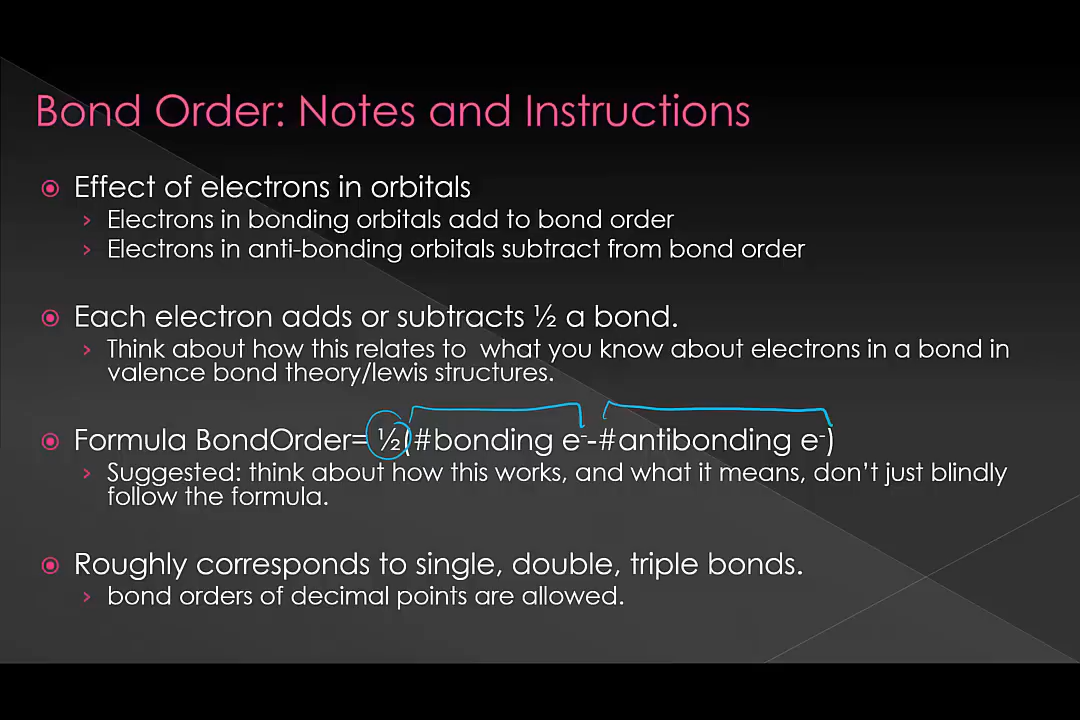 Bond Order: Notes and Instructions
Effect of electrons in orbitals
Electrons in bonding orbitals add to bond order
Electrons in anti-bonding orbitals subtract from bond order
Each electron adds or subtracts ½ a bond.
Think about how this relates to what you know about electrons in a bond in
valence bond theory/lewis structures.
Formula BondOrder= ½(#bonding e⁻-#antibonding e⁻)
Suggested: think about how this works, and what it means, don't just blindly
follow the formula.
Roughly corresponds to single, double, triple bonds.
bond orders of decimal points are allowed.